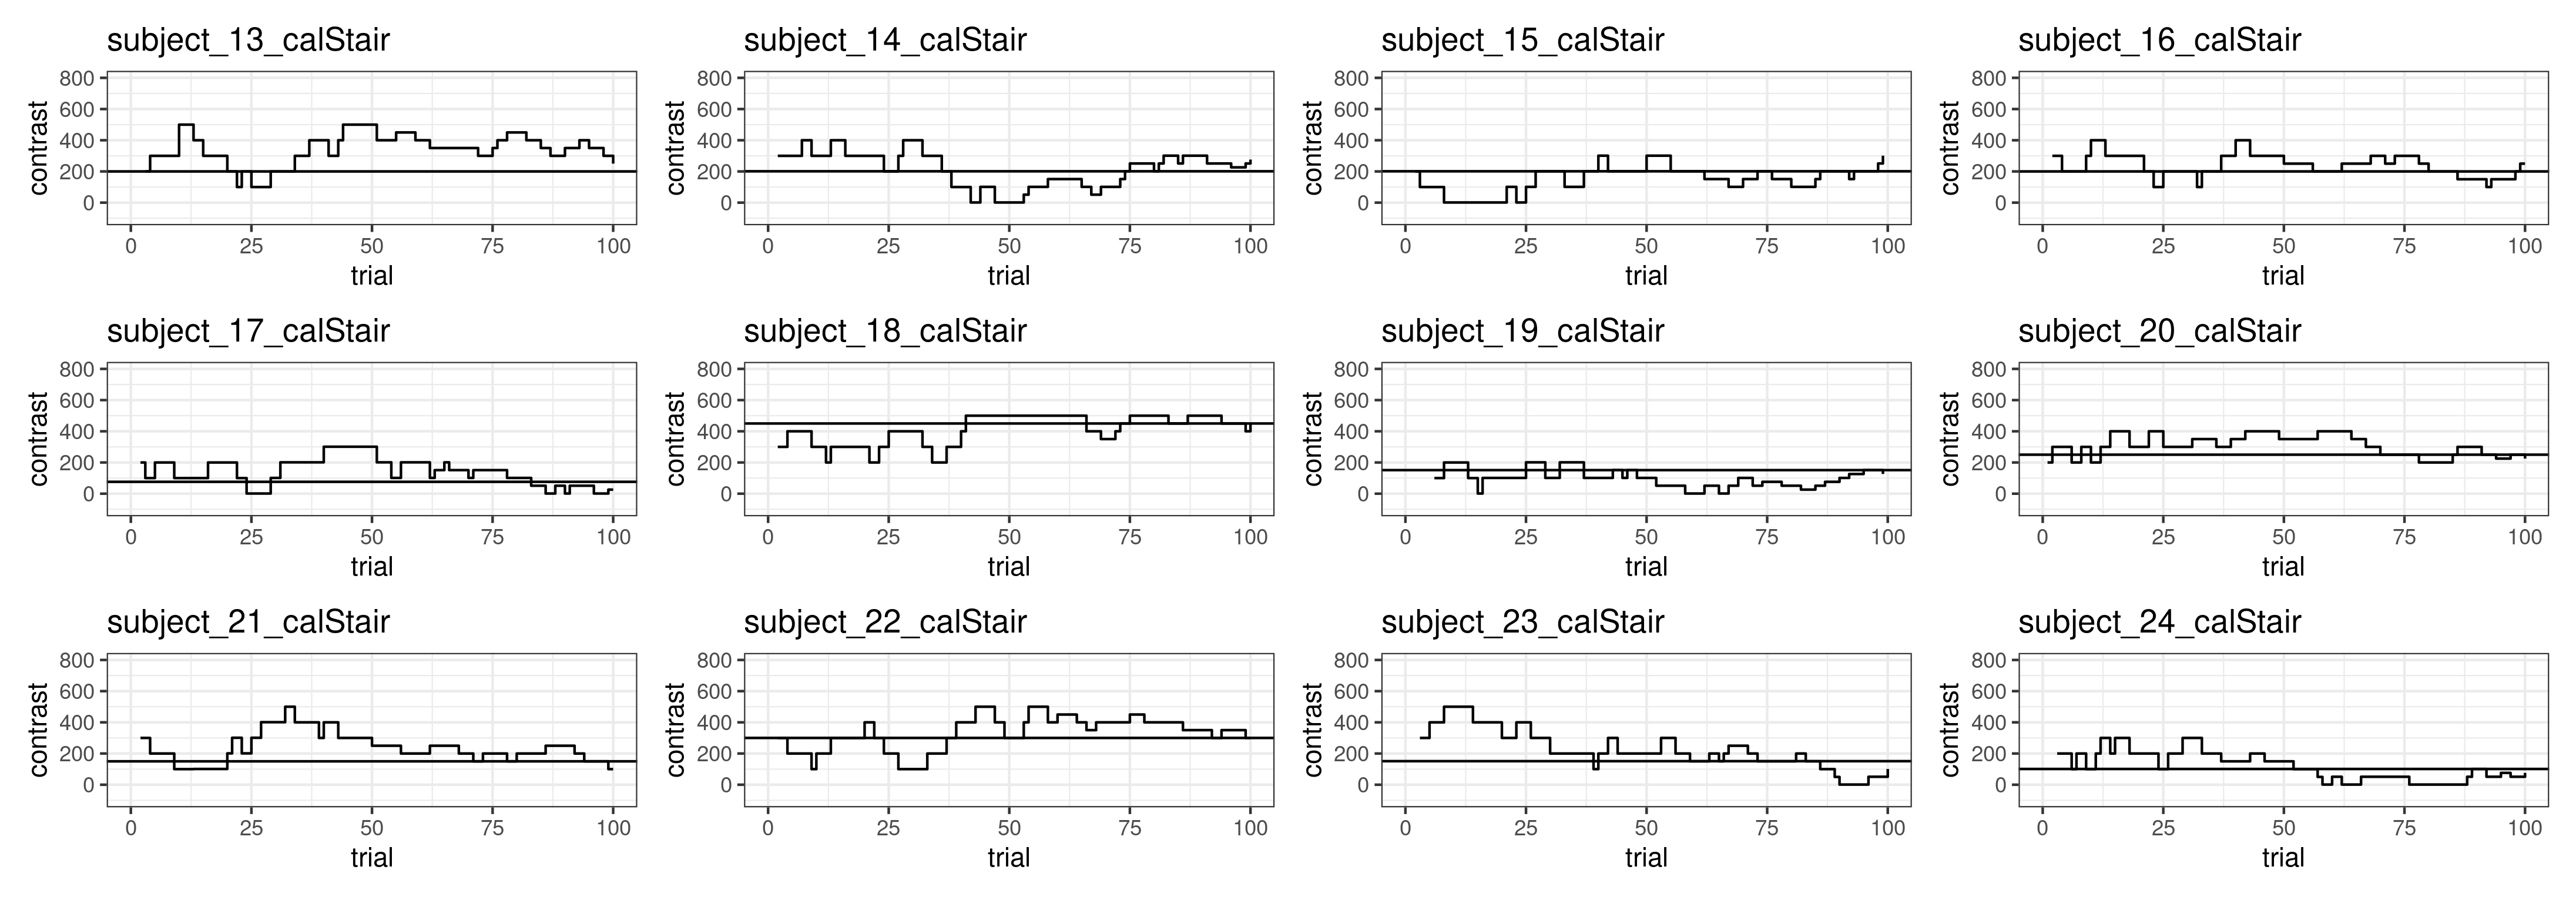 subject_13_calStair
subject_14_calStair
subject_15_calStair
subject_16_calStair
contrast
800
600
400
200
0
0 25 50 75 100
trial
contrast
800
600
400
200
0
0 25 50 75 100
trial
contrast
800
600
400
200
0
0 25 50 75 100
trial
contrast
800
600
400
200
0
0 25 50 75 100
trial
subject_17_calStair
subject_18_calStair
subject_19_calStair
subject_20_calStair
contrast
800
600
400
200
0
0 25 50 75 100
trial
contrast
800
600
400
200
0
0 25 50 75 100
trial
contrast
800
600
400
200
0
0 25 50 75 100
trial
contrast
800
600
400
200
0
0 25 50 75 100
trial
subject_21_calStair
subject_22_calStair
subject_23_calStair
subject_24_calStair
contrast
800
600
400
200
0
0 25 50 75 100
trial
contrast
800
600
400
200
0
0 25 50 75 100
trial
contrast
800
600
400
200
0
0 25 50 75 100
trial
contrast
800
600
400
200
0
0 25 50 75 100
trial